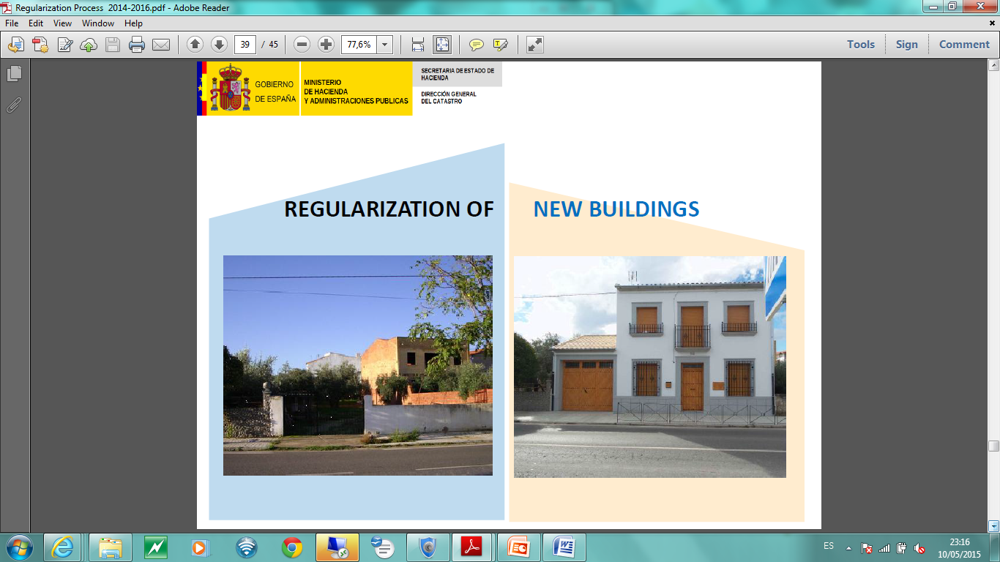 Regularization Process 2014-2016.pdf - Adobe Reader
File Edit View Window Help
39 / 45 77,6% Tools Sign Comment
GOBIERNO
DE ESPAÑA
MINISTERIO
DE HACIENDA
Y ADMINISTRACIONES PUBLICAS
SECRETARIA DE ESTADO DE
HACIENDA
DIRECCIÓN GENERAL
DEL CATASTRO
REGULARIZATION OF NEW BUILDINGS
ES
23:16
10/05/2015